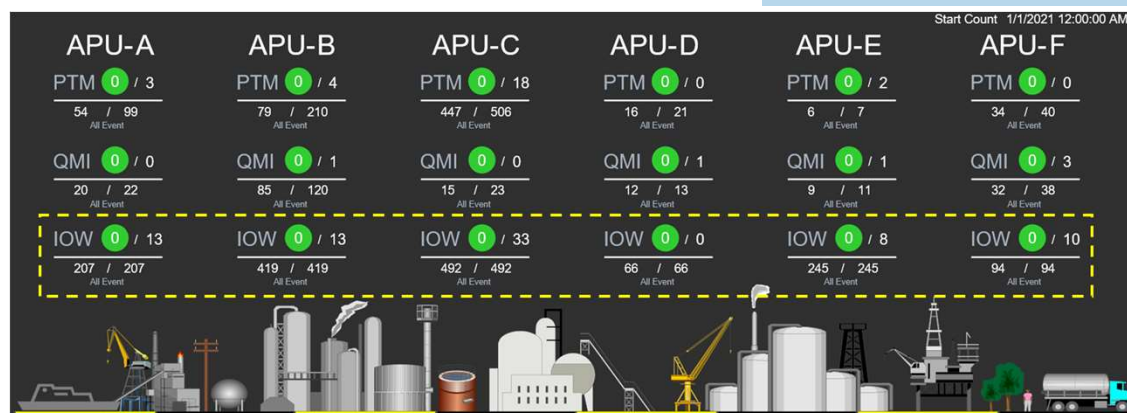 Start Count 1/1/2021 12:00:00 AM
APU-A APU-B APU-C APU-D APU-E APU-F
PTM 0 / 3 PTM 0 / 4 PTM 0 / 18 PTM 0 / 0 PTM 0 / 2 PTM 0 / 0
54 / 99 79 / 210 447 / 506 16 / 21 6 / 7 34 / 40
All Event All Event All Event All Event All Event All Event
QMI 0 / 0 QMI 0 / 1 QMI 0 / 0 QMI 0 / 1 QMI 0 / 1 QMI 0 / 3
20 / 22 85 / 120 15 / 23 12 / 13 9 / 11 32 / 38
All Event All Event All Event All Event All Event All Event
IOW 0 / 13 IOW 0 / 13 IOW 0 / 33 IOW 0 / 0 IOW 0 / 8 IOW 0 / 10
207 / 207 419 / 419 492 / 492 66 / 66 245 / 245 94 / 94
All Event All Event All Event All Event All Event All Event